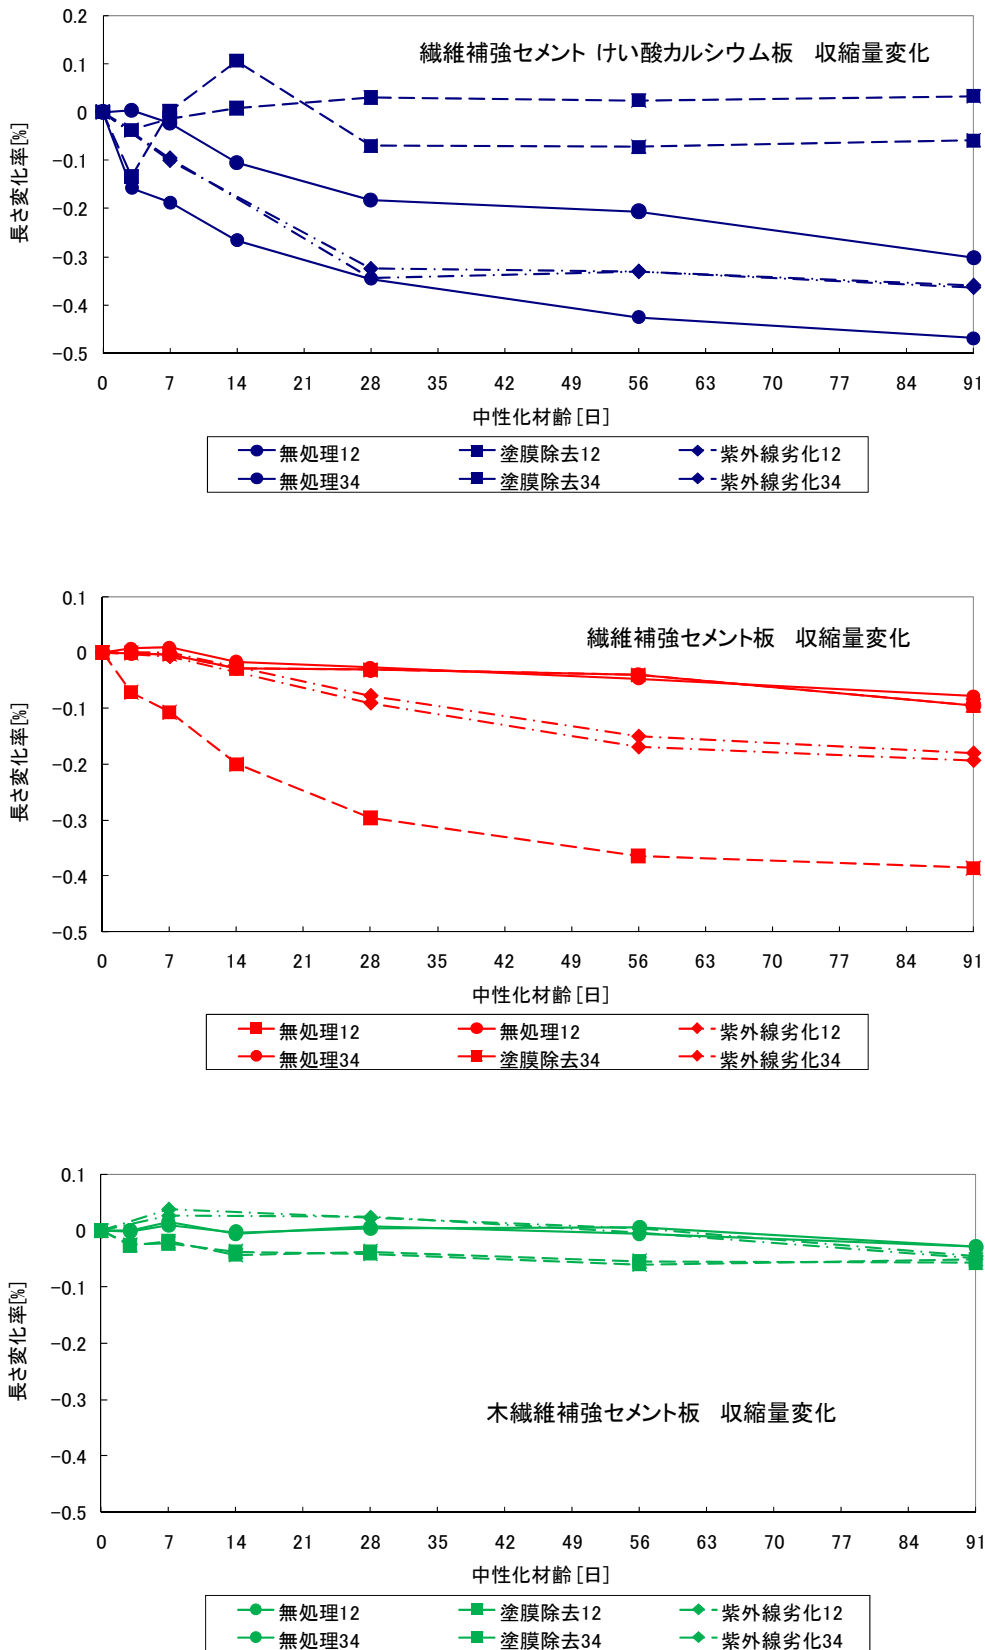 繊維補強セメント けい酸カルシウム板　収縮量変化
長さ変化率[%]
0.2
0.1
0
-0.1
-0.2
-0.3
-0.4
-0.5
0 7 14 21 28 35 42 49 56 63 70 77 84 91
中性化材齢[日]
無処理12 塗膜除去12 紫外線劣化12
無処理34 塗膜除去34 紫外線劣化34
繊維補強セメント板　収縮量変化
長さ変化率[%]
0.1
0
-0.1
-0.2
-0.3
-0.4
-0.5
0 7 14 21 28 35 42 49 56 63 70 77 84 91
中性化材齢[日]
無処理12 無処理12 紫外線劣化12
無処理34 塗膜除去34 紫外線劣化34
長さ変化率[%]
0.1
0
-0.1
-0.2
-0.3
-0.4
-0.5
木繊維補強セメント板　収縮量変化
0 7 14 21 28 35 42 49 56 63 70 77 84 91
中性化材齢[日]
無処理12 塗膜除去12 紫外線劣化12
無処理34 塗膜除去34 紫外線劣化34